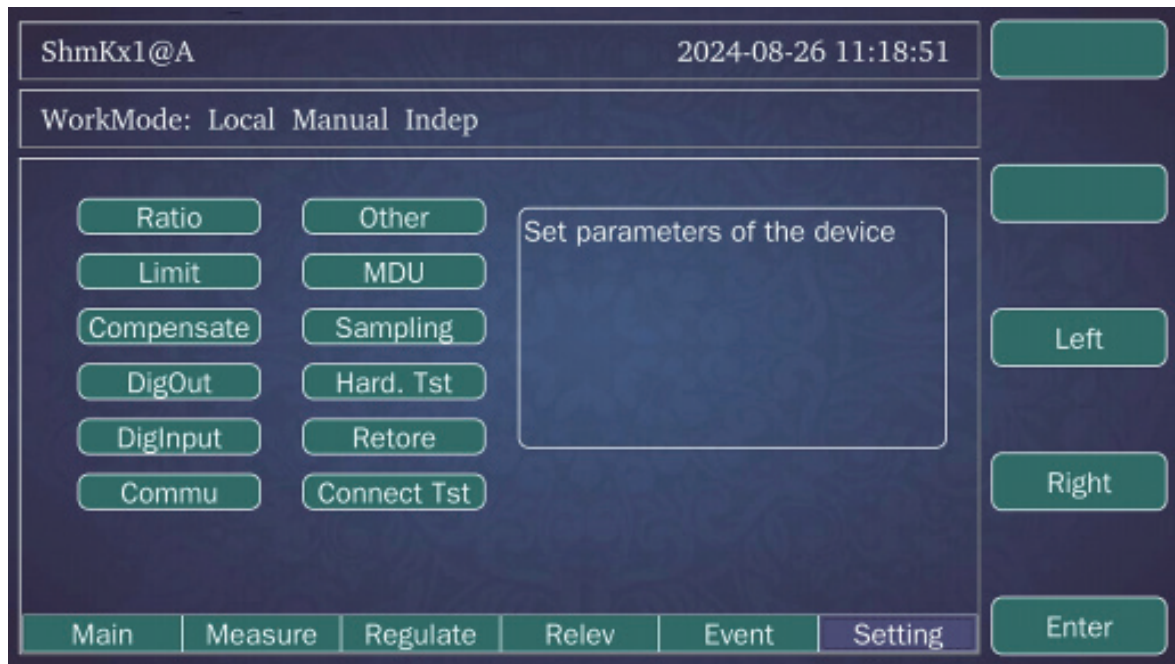 ShmKx1@A 2024-08-26 11:18:51
WorkMode: Local Manual Indep
Ratio Other
Set parameters of the device
Limit MDU
Compensate Sampling
Left
DigOut Hard. Tst
DigInput Retore
Commu Connect Tst
Right
Main Measure Regulate Relev Event Setting
Enter